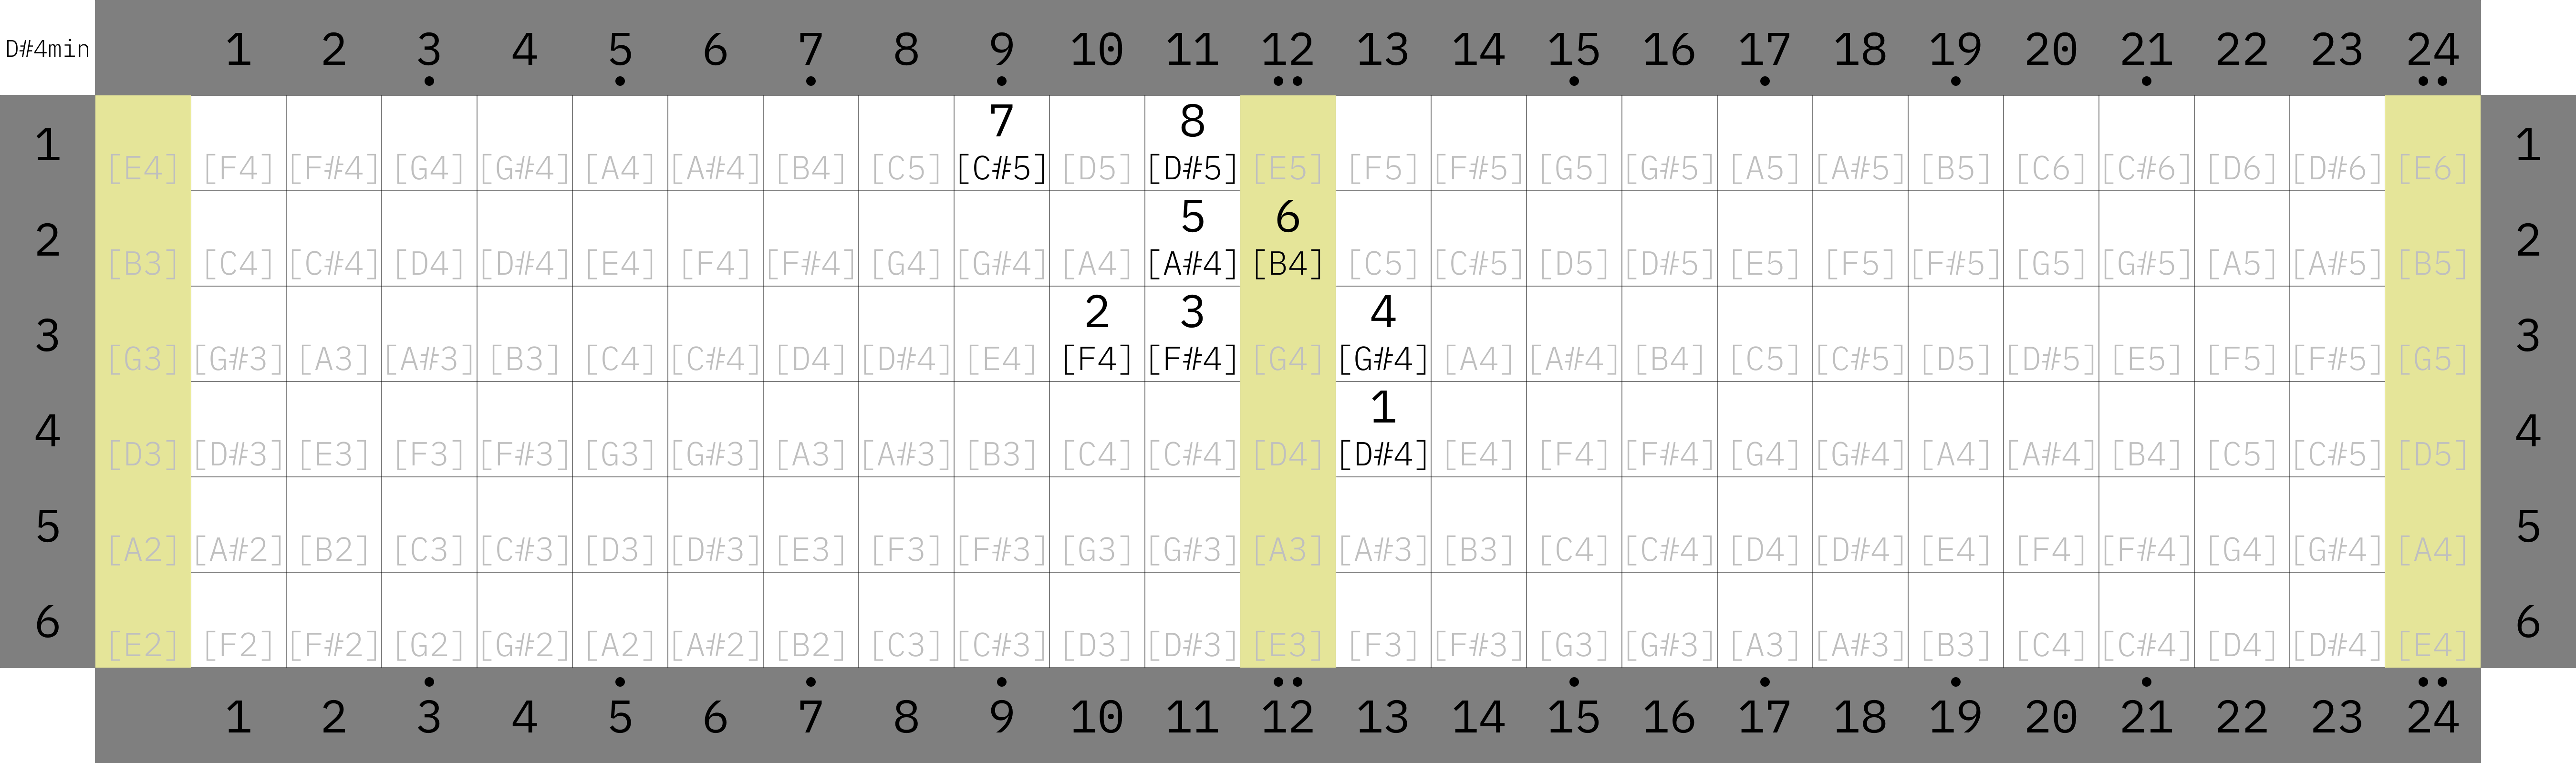 D#4min 1 2 3 4 5 6 7 8 9 10 11 12 13 14 15 16 17 18 19 20 21 22 23 24
7 8
1 [E4] [F4] [F#4] [G4] [G#4] [A4] [A#4] [B4] [C5] [C#5] [D5] [D#5] [E5] [F5] [F#5] [G5] [G#5] [A5] [A#5] [B5] [C6] [C#6] [D6] [D#6] [E6] 1
5 6
2 [B3] [C4] [C#4] [D4] [D#4] [E4] [F4] [F#4] [G4] [G#4] [A4] [A#4] [B4] [C5] [C#5] [D5] [D#5] [E5] [F5] [F#5] [G5] [G#5] [A5] [A#5] [B5] 2
2 3 4
3 [G3] [G#3] [A3] [A#3] [B3] [C4] [C#4] [D4] [D#4] [E4] [F4] [F#4] [G4] [G#4] [A4] [A#4] [B4] [C5] [C#5] [D5] [D#5] [E5] [F5] [F#5] [G5] 3
1
4 [D3] [D#3] [E3] [F3] [F#3] [G3] [G#3] [A3] [A#3] [B3] [C4] [C#4] [D4] [D#4] [E4] [F4] [F#4] [G4] [G#4] [A4] [A#4] [B4] [C5] [C#5] [D5] 4
5 [A2] [A#2] [B2] [C3] [C#3] [D3] [D#3] [E3] [F3] [F#3] [G3] [G#3] [A3] [A#3] [B3] [C4] [C#4] [D4] [D#4] [E4] [F4] [F#4] [G4] [G#4] [A4] 5
6 [E2] [F2] [F#2] [G2] [G#2] [A2] [A#2] [B2] [C3] [C#3] [D3] [D#3] [E3] [F3] [F#3] [G3] [G#3] [A3] [A#3] [B3] [C4] [C#4] [D4] [D#4] [E4] 6
1 2 3 4 5 6 7 8 9 10 11 12 13 14 15 16 17 18 19 20 21 22 23 24